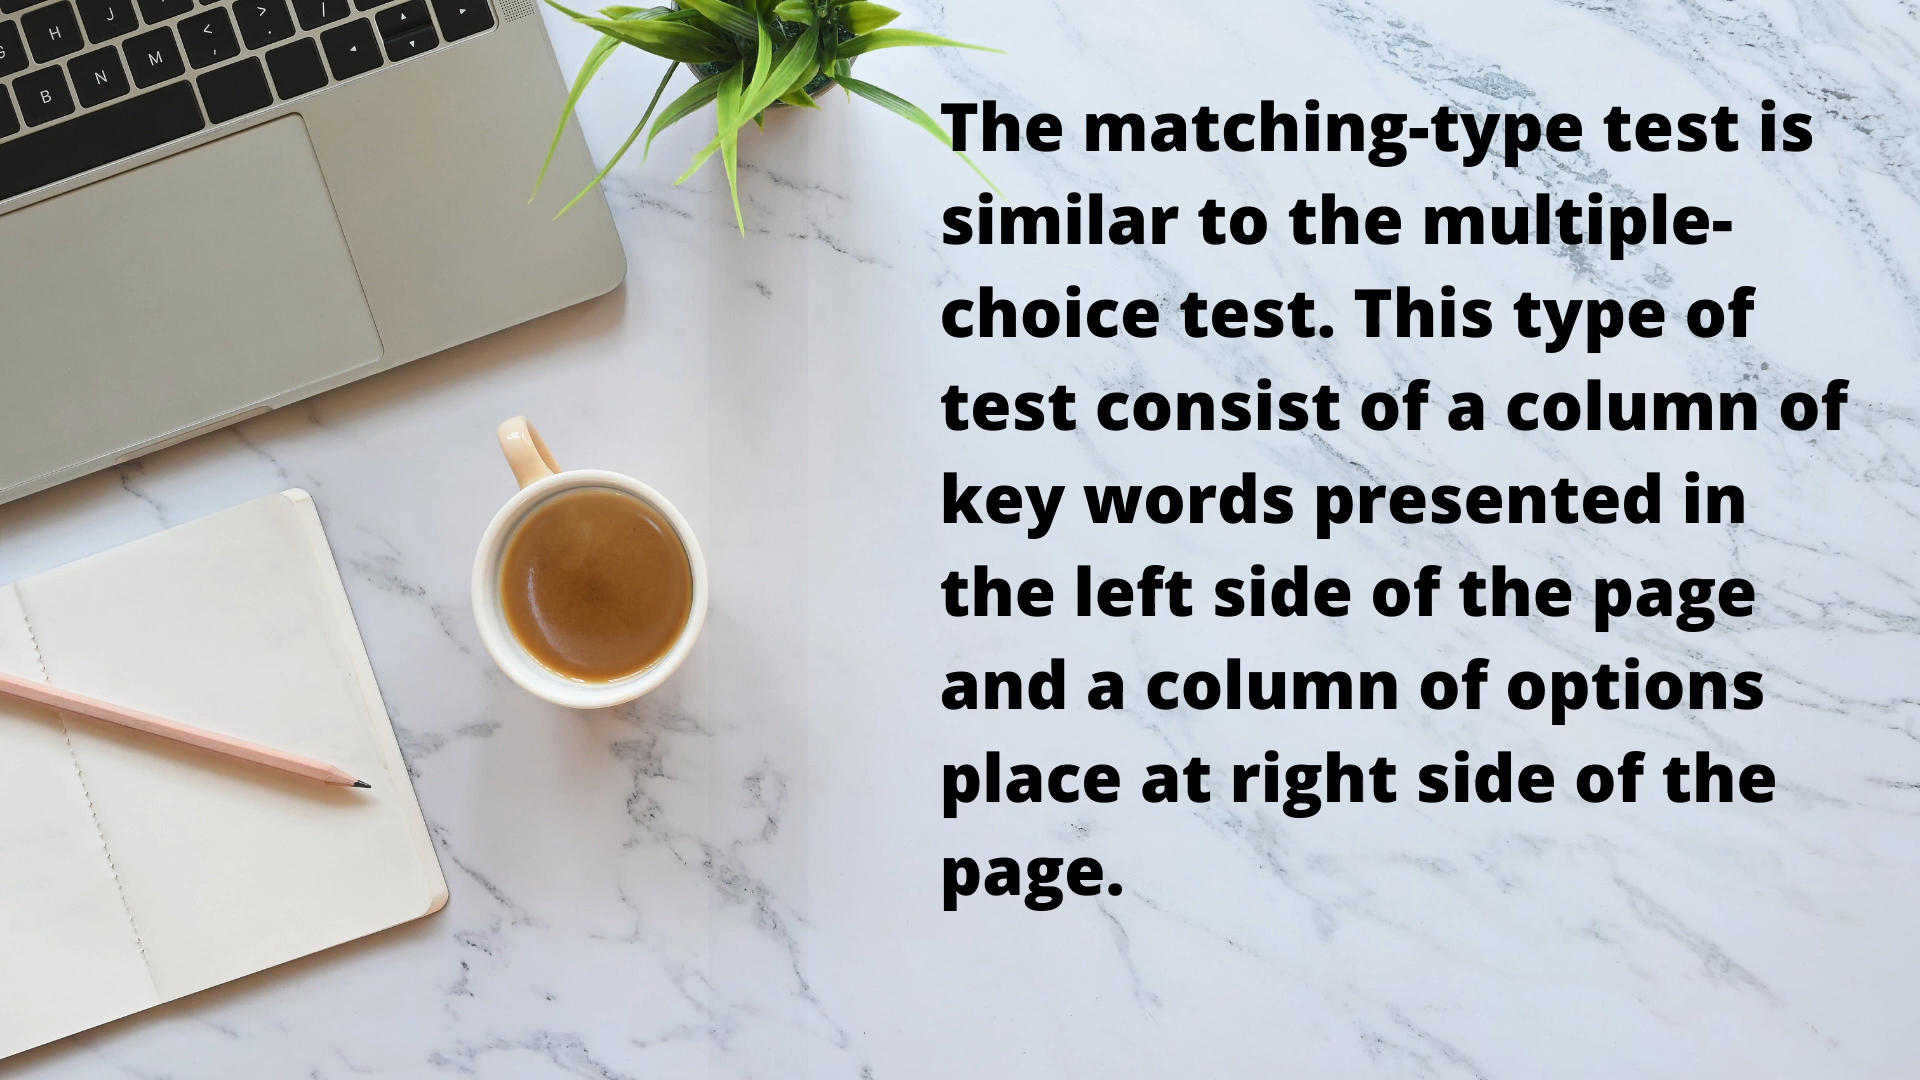 G H J < > /
B N M , .
The matching-type test is
similar to the multiple-
choice test. This type of
test consist of a column of
key words presented in
the left side of the page
and a column of options
place at right side of the
page.